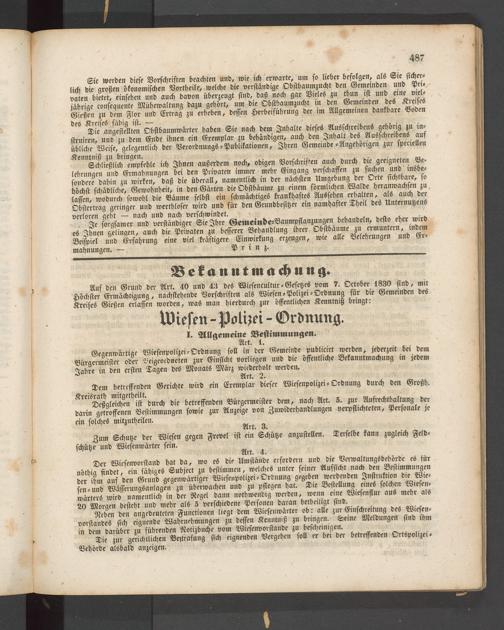 487
Sie werden diese Vorschriften beachten und, wie ich erwarte, um so lieber befolgen, als Sie sicher-
lich die großen ökonomischen Vortheile, welche die verständige Obstbaumzucht den Gemeinden und Pri-
vaten bietet, einsehen und auch davon überzeugt sind, daß noch gar Vieles zu thun ist und eine viel-
jährige consequente Mühewaltung dazu gehört, um die Obstbaumzucht in den Gemeinden des Kreises
Gießen zu dem Flor und Ertrag zu erheben, dessen Herbeiführung der im Allgemeinen dankbare Boden
des Kreises fähig ist. —
Die angestellten Obstbaumwärter haben Sie nach dem Inhalte dieses Ausschreibens gehörig zu in-
struiren, und zu dem Ende ihnen ein Exemplar zu behändigen, auch den Inhalt des Ausschreibens auf
übliche Weise, gelegentlich der Verordnungs-Publikationen, Ihren Gemeinde-Angehörigen zur speciellen
Kenntniß zu bringen.
Schließlich empfehle ich Ihnen außerdem noch, obigen Vorschriften auch durch die geeigneten Be-
lehrungen und Ermahnungen bei den Privaten immer mehr Eingang verschaffen zu suchen und insbe-
sondere dahin zu wirken, daß die überall, namentlich in der nächsten Umgebung der Orte sichtbare, so
höchst schädliche, Gewohnheit, in den Gärten die Obstbäume zu einem förmlichen Walde heranwachsen zu
lassen, wodurch sowohl die Bäume selbst ein schmächtiges krankhaftes Aussehen erhalten, als auch der
Obstertrag geringer und werthloser wird und für den Grundbesitzer ein namhafter Theil des Unternutzens
verloren geht — nach und nach verschwindet.
Je sorgsamer und verständiger Sie Ihre Gemeinde-Baumpflanzungen behandeln, desto eher wird
es Ihnen gelingen, auch die Privaten zu besserer Behandlung ihrer Obstbäume zu ermuntern, indem
Beispiel und Erfahrung eine viel kräftigere Einwirkung erzeugen, wie alle Belehrungen und Er-
mahnungen. — Prinz.
Bekanntmachung.
Auf den Grund der Art. 40 und 43 des Wiesencultur-Gesetzes vom 7. October 1830 sind, mit
Höchster Ermächtigung, nachstehende Vorschriften als Wiesen-Polizei-Ordnung für die Gemeinden des
Kreises Gießen erlassen worden, was man hierdurch zur öffentlichen Kenntniß bringt:
Wiesen-Polizei-Ordnung.
I. Allgemeine Bestimmungen.
Art. 1.
Gegenwärtige Wiesenpolizei-Ordnung soll in der Gemeinde publicirt werden, jederzeit bei dem
Bürgermeister oder Beigeordneten zur Einsicht vorliegen und die öffentliche Bekanntmachung in jedem
Jahre in den ersten Tagen des Monats März wiederholt werden.
Art. 2.
Dem betreffenden Gerichte wird ein Exemplar dieser Wiesenpolizei-Ordnung durch den Großh.
Kreisrath mitgetheilt.
Deßgleichen ist durch die betreffenden Bürgermeister dem, nach Art. 5. zur Aufrechthaltung der
darin getroffenen Bestimmungen sowie zur Anzeige von Zuwiderhandlungen verpflichteten, Personale je
ein solches mitzutheilen.
Art. 3.
Zum Schutze der Wiesen gegen Frevel ist ein Schütze anzustellen. Derselbe kann zugleich Feld-
schütze und Wiesenwärter sein.
Art. 4.
Der Wiesenvorstand hat da, wo es die Umstände erfordern und die Verwaltungsbehörde es für
nöthig findet, ein fähiges Subject zu bestimmen, welches unter seiner Aufsicht nach den Bestimmungen
der ihm auf den Grund gegenwärtiger Wiesenpolizei-Ordnung gegeben werdenden Instruction die Wie-
sen- und Wässerungsanlagen zu überwachen und zu pflegen hat. Die Bestellung eines solchen Wiesen-
wärters wird namentlich in der Regel dann nothwendig werden, wenn eine Wiesenflur aus mehr als
20 Morgen besteht und mehr als 5 verschiedene Personen daran betheiligt sind.
Neben den angedeuteten Functionen liegt dem Wiesenwärter ob: alle zur Einschreitung des Wiesen-
vorstandes sich eignende Wahrnehmungen zu dessen Kenntniß zu bringen. Seine Meldungen sind ihm
in dem darüber zu führenden Notizbuche vom Wiesenvorstande zu bescheinigen.
Die zur gerichtlichen Bestrafung sich eignenden Vergehen soll er bei der betreffenden Ortspolizei-
Behörde alsbald anzeigen.